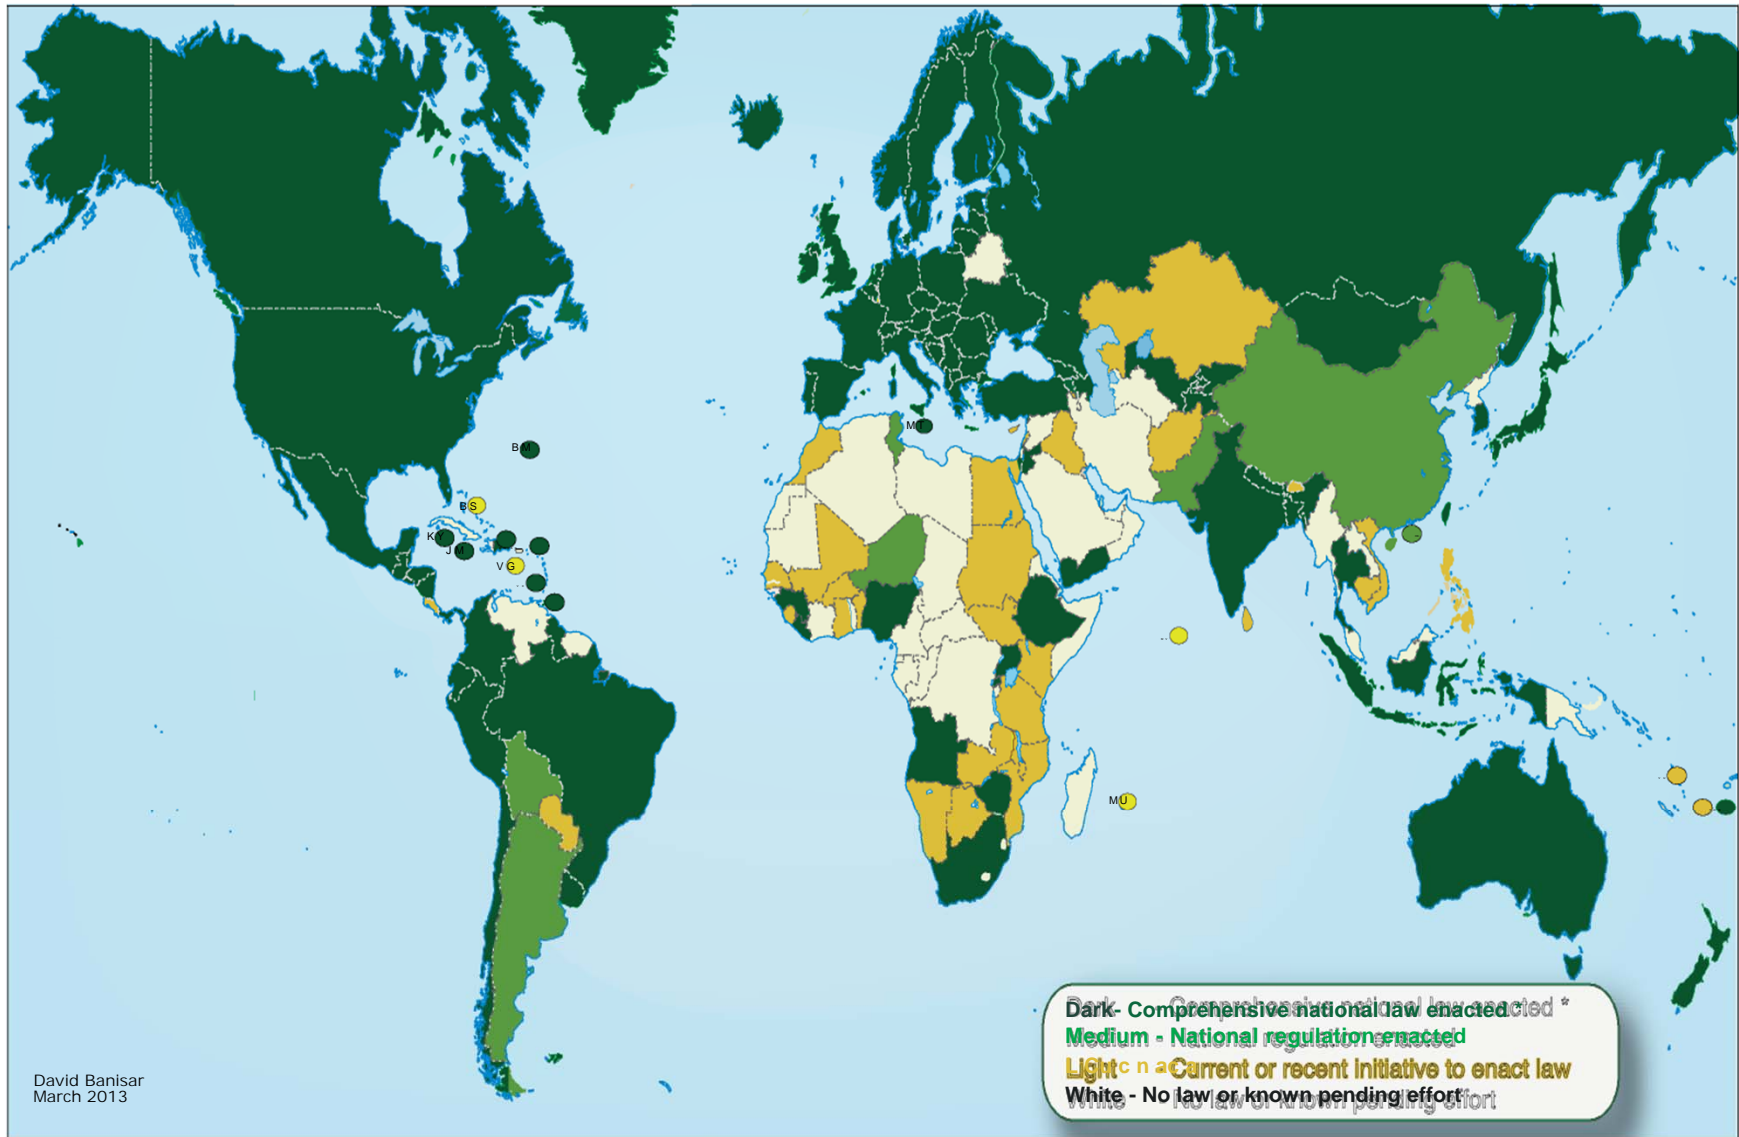 BM
BS
KY
JM
VG
MT
MU
Dark - Comprehensive national law enacted *
Medium - National regulation enacted
Light - Current or recent initiative to enact law
White - No law or known pending effort
David Banisar
March 2013